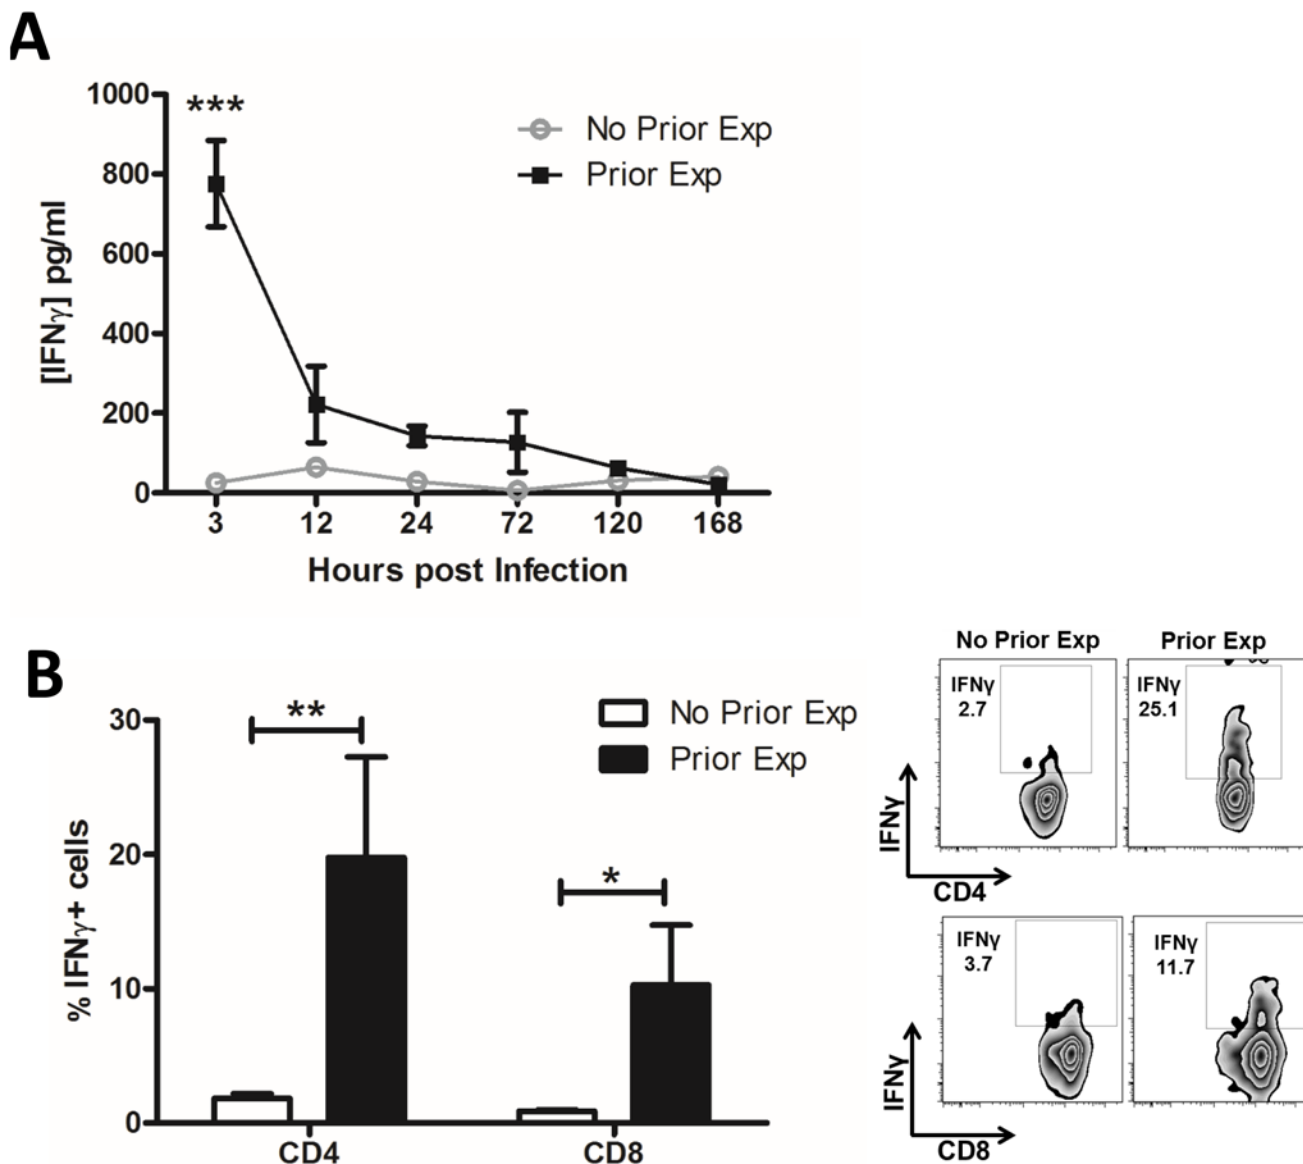 A
1000
800
600
400
200
0
[IFNγ] pg/ml
***
No Prior Exp
Prior Exp
3 12 24 72 120 168
Hours post Infection
B
30
20
10
0
% IFNγ+ cells
**
*
No Prior Exp
Prior Exp
CD4 CD8
No Prior Exp Prior Exp
IFNγ
2.7
IFNγ
25.1
IFNγ
CD4
IFNγ
3.7
IFNγ
11.7
IFNγ
CD8